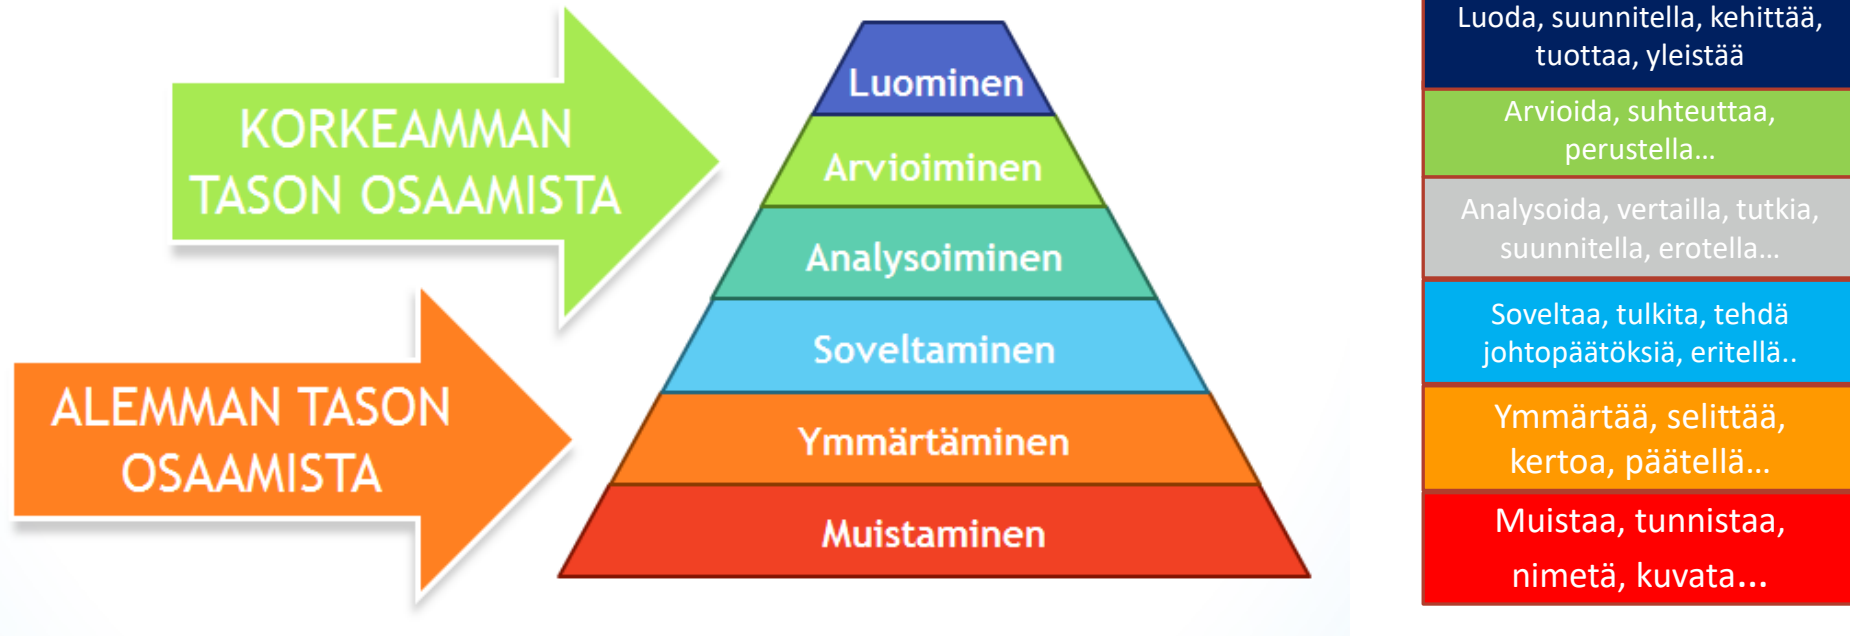 KORKEAMMAN
TASON OSAAMISTA
ALEMMAN TASON
OSAAMISTA
Luominen
Arvioiminen
Analysoiminen
Soveltaminen
Ymmärtäminen
Muistaminen
Luoda, suunnitella, kehittää,
tuottaa, yleistää
Arvioida, suhteuttaa,
perustella...
Analysoida, vertailla, tutkia,
suunnitella, erotella...
Soveltaa, tulkita, tehdä
johtopäätöksiä, eritellä..
Ymmärtää, selittää,
kertoa, päätellä...
Muistaa, tunnistaa,
nimetä, kuvata...